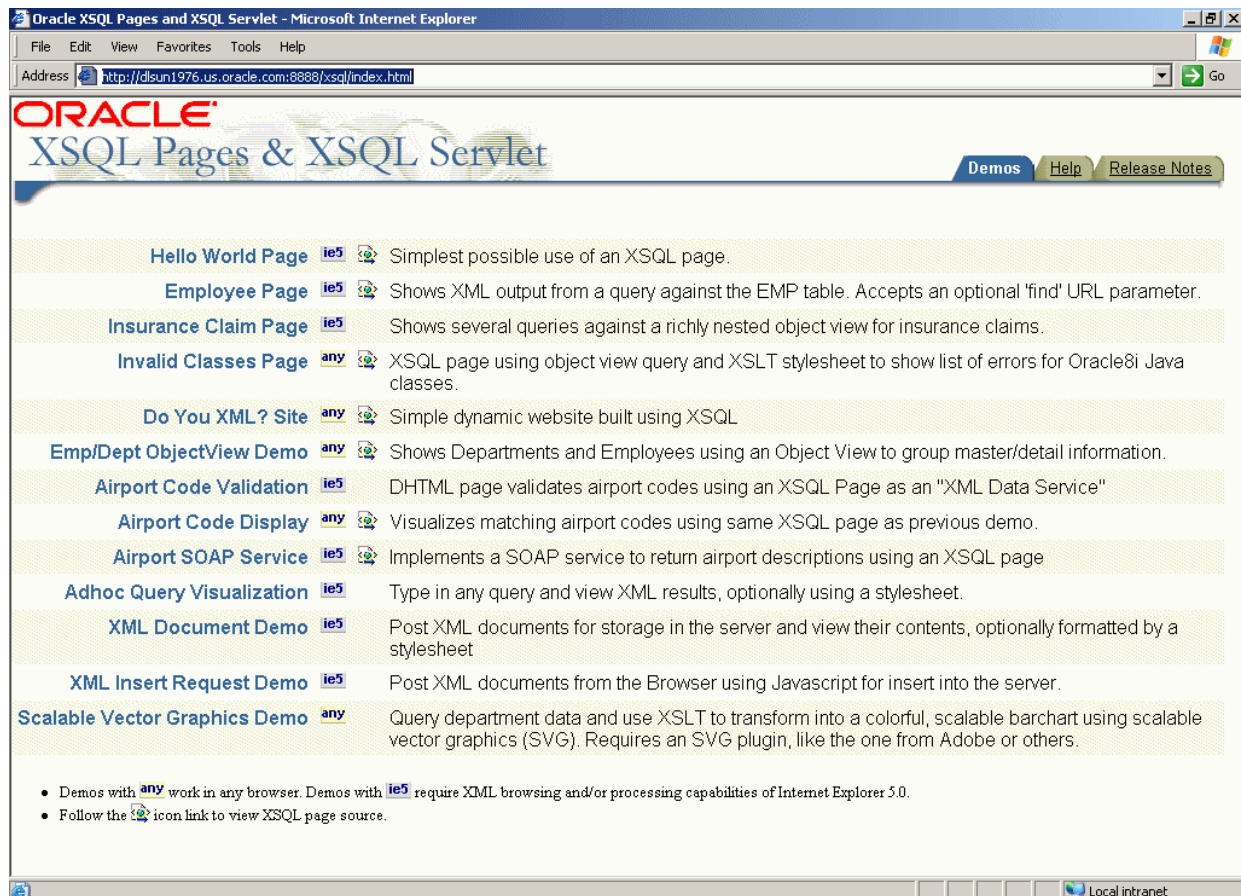 Oracle XSQL Pages and XSQL Servlet - Microsoft Internet Explorer
File Edit View Favorites Tools Help
Address http://dlsun1976.us.oracle.com:8888/xsql/index.html Go
ORACLE
XSQL Pages & XSQL Servlet
Demos Help Release Notes
Hello World Page ie5 Simplest possible use of an XSQL page.
Employee Page ie5 Shows XML output from a query against the EMP table. Accepts an optional 'find' URL parameter.
Insurance Claim Page ie5 Shows several queries against a richly nested object view for insurance claims.
Invalid Classes Page any XSQL page using object view query and XSLT stylesheet to show list of errors for Oracle8i Java
classes.
Do You XML? Site any Simple dynamic website built using XSQL
Emp/Dept ObjectView Demo any Shows Departments and Employees using an Object View to group master/detail information.
Airport Code Validation ie5 DHTML page validates airport codes using an XSQL Page as an "XML Data Service"
Airport Code Display any Visualizes matching airport codes using same XSQL page as previous demo.
Airport SOAP Service ie5 Implements a SOAP service to return airport descriptions using an XSQL page
Adhoc Query Visualization ie5 Type in any query and view XML results, optionally using a stylesheet.
XML Document Demo ie5 Post XML documents for storage in the server and view their contents, optionally formatted by a
stylesheet
XML Insert Request Demo ie5 Post XML documents from the Browser using Javascript for insert into the server.
Scalable Vector Graphics Demo any Query department data and use XSLT to transform into a colorful, scalable barchart using scalable
vector graphics (SVG). Requires an SVG plugin, like the one from Adobe or others.
• Demos with any work in any browser. Demos with ie5 require XML browsing and/or processing capabilities of Internet Explorer 5.0.
• Follow the icon link to view XSQL page source.
Local intranet